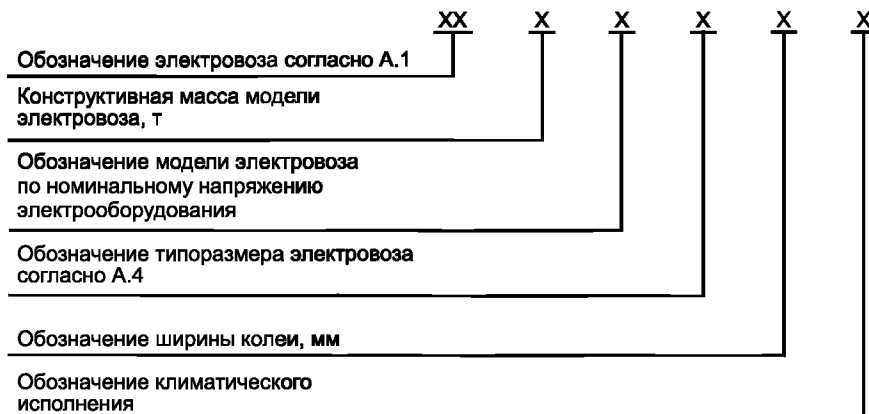 XX X X X X X
Обозначение электровоза согласно А.1
Конструктивная масса модели
электровоза, т
Обозначение модели электровоза
по номинальному напряжению
электрооборудования
Обозначение типоразмера электровоза
согласно А.4
Обозначение ширины колеи, мм
Обозначение климатического
исполнения